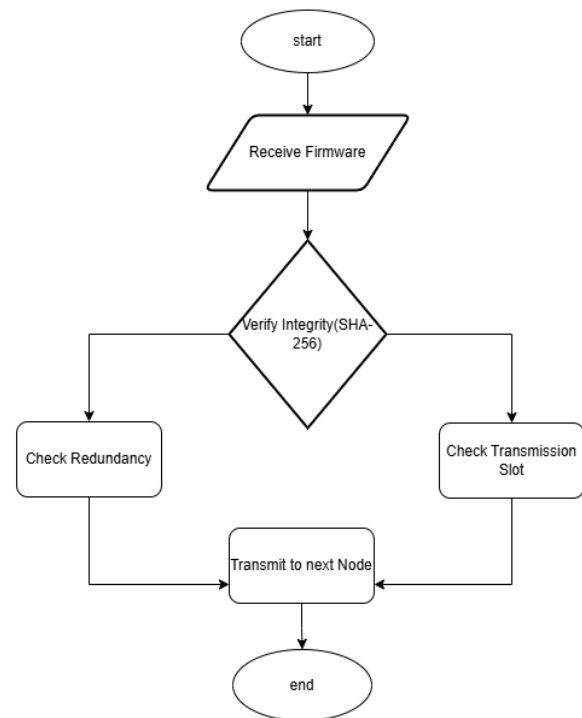 start
Receive Firmware
Verify Integrity(SHA-
256)
Check Redundancy
Check Transmission
Slot
Transmit to next Node
end